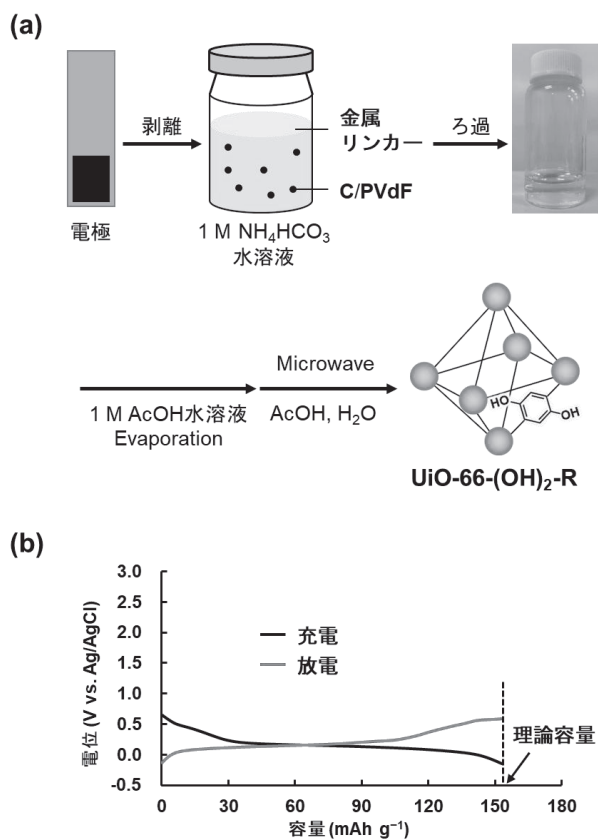 (a)
剥離
金属
リンカー
C/PVdF
ろ過
電極
1 M NH₄HCO₃
水溶液
1 M AcOH水溶液
Evaporation
Microwave
AcOH, H₂O
HO
OH
UiO-66-(OH)₂-R
(b)
電位 (V vs. Ag/AgCl)
3.0
2.5
2.0
1.5
1.0
0.5
0.0
-0.5
充電
放電
理論容量
0 30 60 90 120 150 180
容量 (mAh g⁻¹)